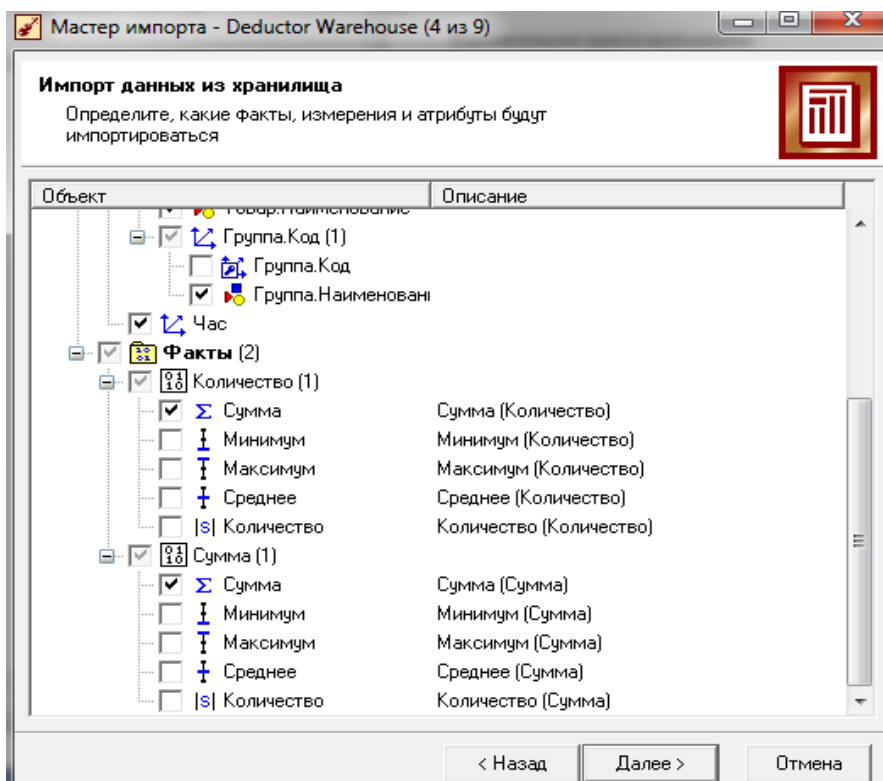 Мастер импорта - Deductor Warehouse (4 из 9)
Импорт данных из хранилища
Определите, какие факты, измерения и атрибуты будут
импортироваться
Объект Описание
Товар.Наименование
Группа.Код (1)
Группа.Код
Группа.Наименовани
Час
Факты (2)
Количество (1)
Сумма Сумма (Количество)
Минимум Минимум (Количество)
Максимум Максимум (Количество)
Среднее Среднее (Количество)
|s| Количество Количество (Количество)
Сумма (1)
Сумма Сумма (Сумма)
Минимум Минимум (Сумма)
Максимум Максимум (Сумма)
Среднее Среднее (Сумма)
|s| Количество Количество (Сумма)
< Назад Далее > Отмена